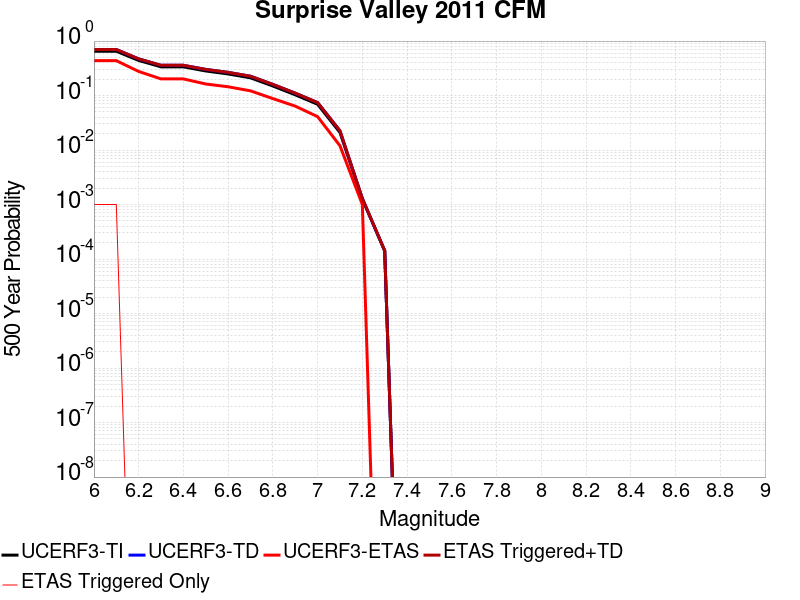 Surprise Valley 2011 CFM
500 Year Probability
10^0
10^-1
10^-2
10^-3
10^-4
10^-5
10^-6
10^-7
10^-8
6 6.2 6.4 6.6 6.8 7 7.2 7.4 7.6 7.8 8 8.2 8.4 8.6 8.8 9
Magnitude
UCERF3-TI UCERF3-TD UCERF3-ETAS ETAS Triggered+TD
ETAS Triggered Only